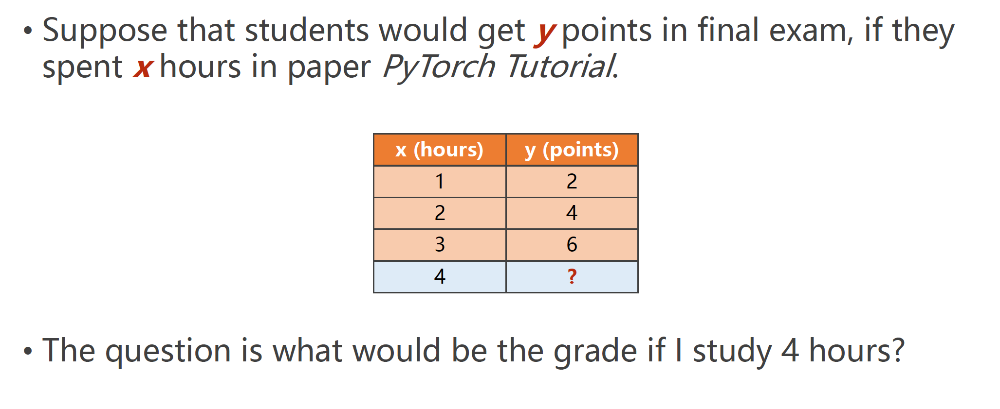 • Suppose that students would get y points in final exam, if they
spent x hours in paper PyTorch Tutorial.
x (hours) y (points)
1 2
2 4
3 6
4 ?
• The question is what would be the grade if I study 4 hours?